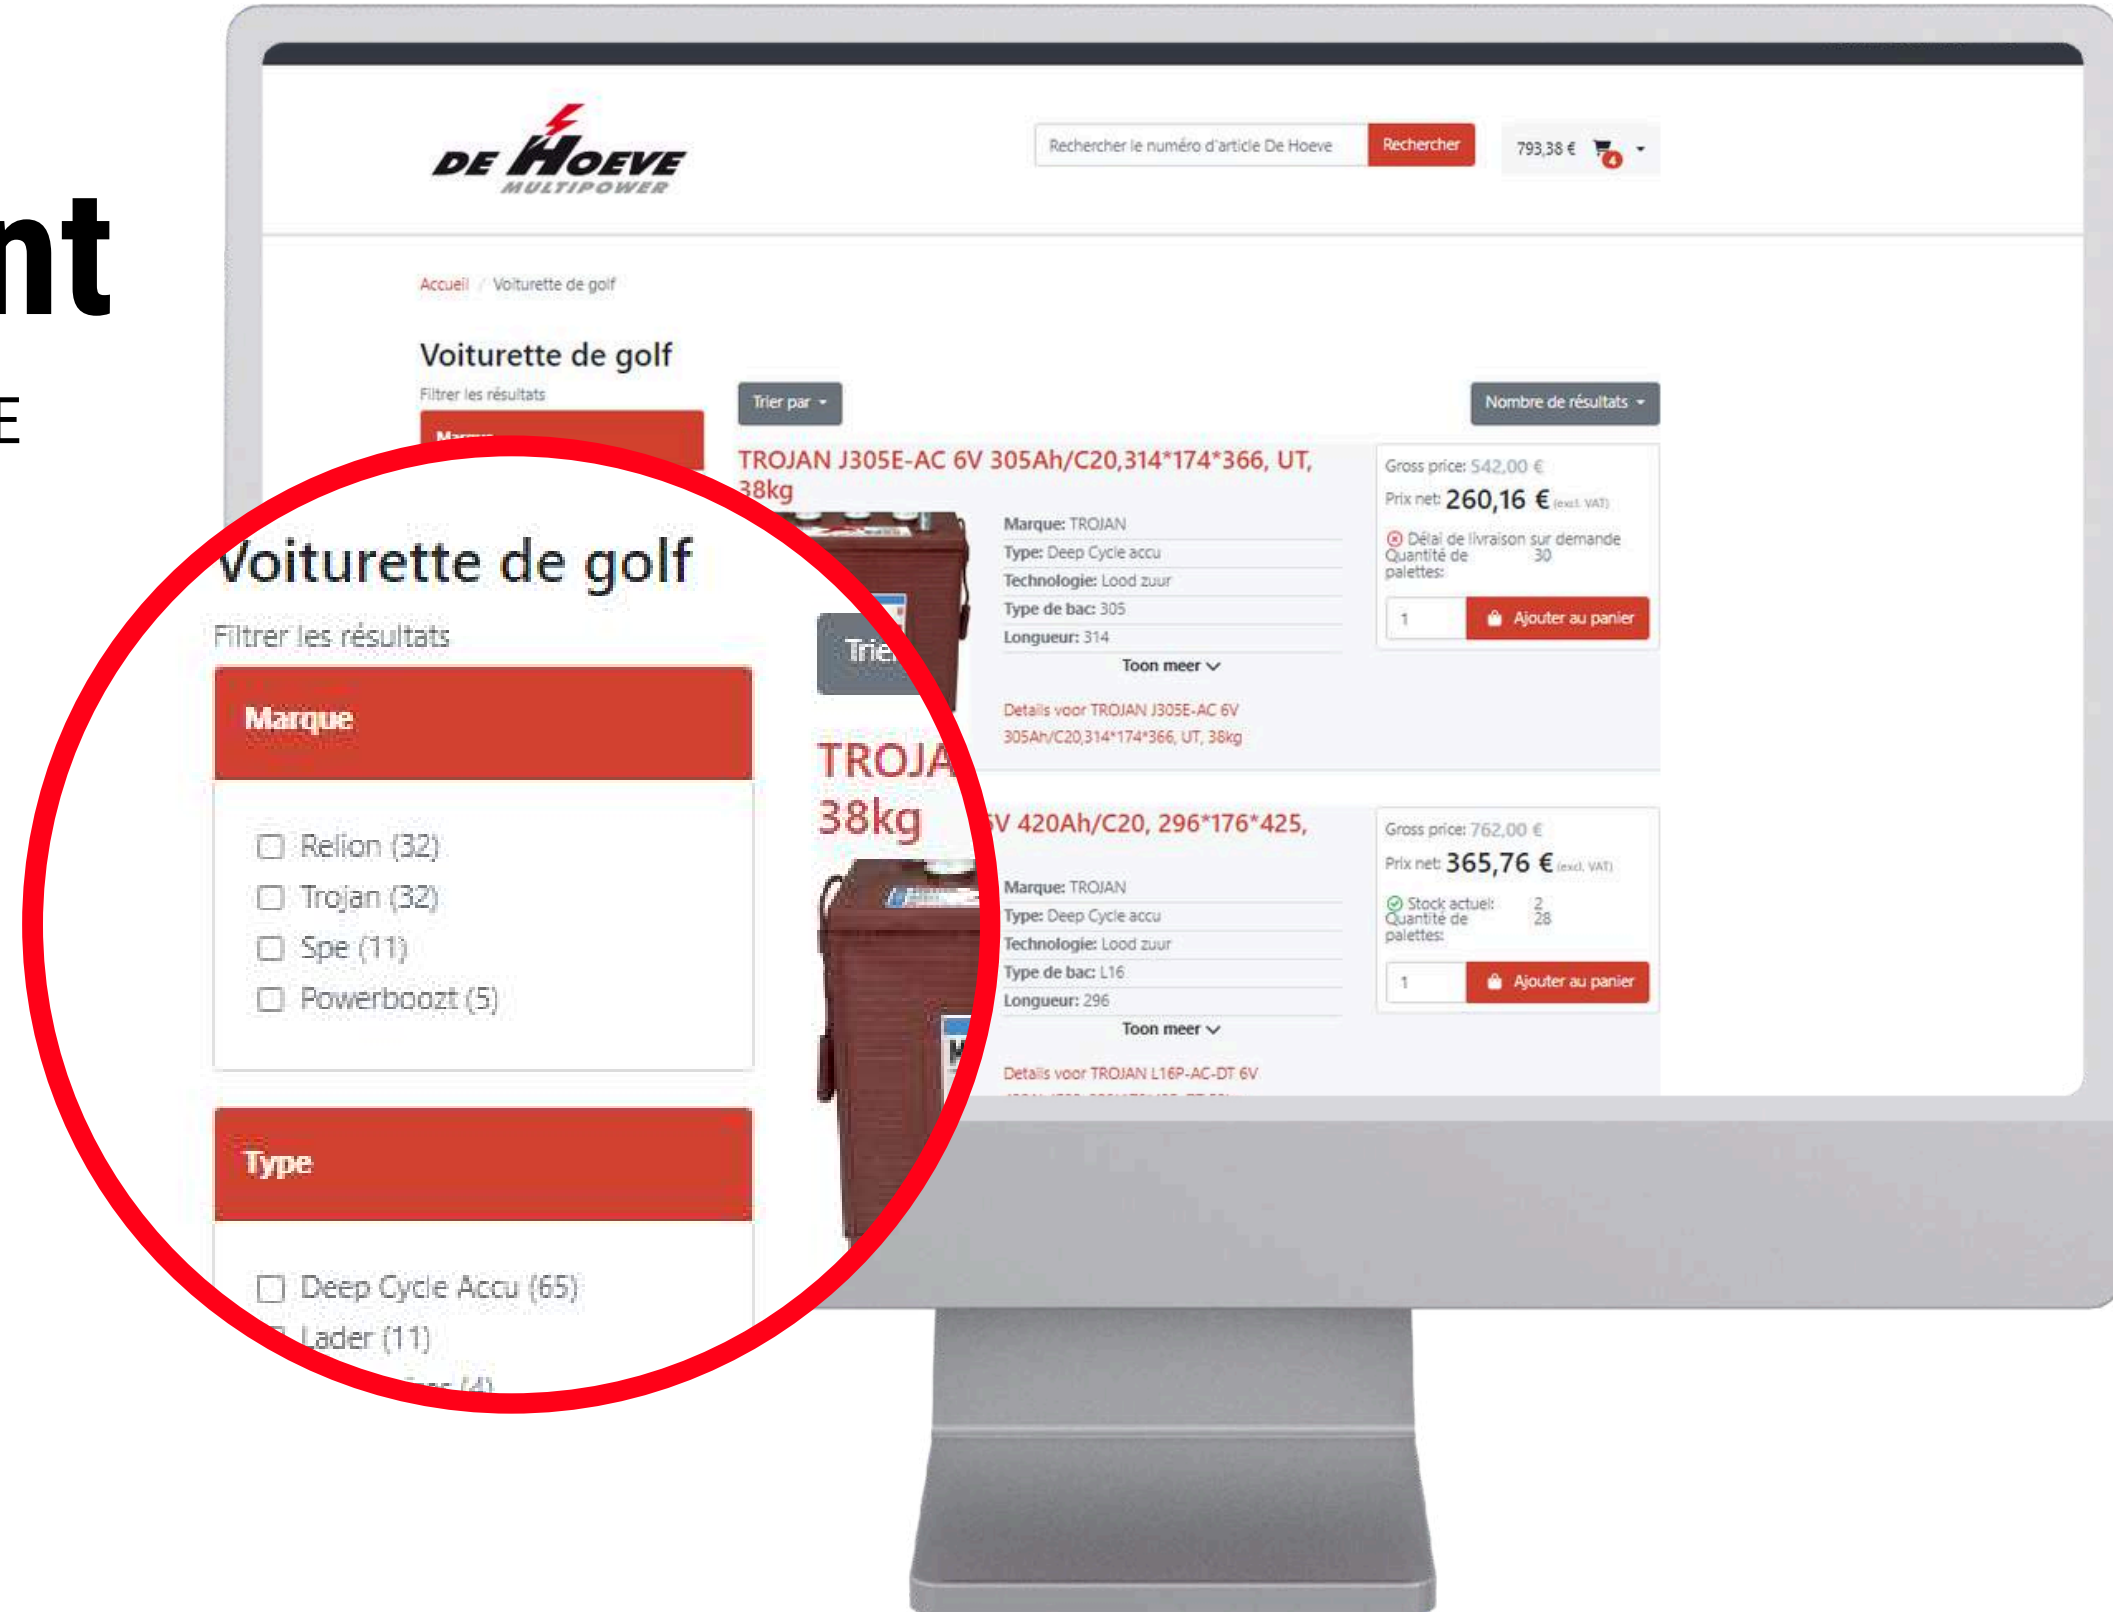 nt
E
DE HOEVE
MULTIPOWER
Rechercher le numéro d'article De Hoeve
Rechercher
793,38 €
4
Accueil / Voiturette de golf
Voiturette de golf
Filtrer les résultats
Marque
Trier par
Nombre de résultats
TROJAN J305E-AC 6V 305Ah/C20,314*174*366, UT,
38kg
Marque: TROJAN
Type: Deep Cycle accu
Technologie: Lood zuur
Type de bac: 305
Longueur: 314
Toon meer
Details voor TROJAN J305E-AC 6V
305Ah/C20,314*174*366, UT, 38kg
Gross price: 542,00 €
Prix net: 260,16 € (excl. VAT)
Délai de livraison sur demande
Quantité de palettes: 30
1
Ajouter au panier
6V 420Ah/C20, 296*176*425,
Marque: TROJAN
Type: Deep Cycle accu
Technologie: Lood zuur
Type de bac: L16
Longueur: 296
Toon meer
Details voor TROJAN L16P-AC-DT 6V
Gross price: 762,00 €
Prix net: 365,76 € (excl. VAT)
Stock actuel: 2
Quantité de palettes: 28
1
Ajouter au panier
Voiturette de golf
Filtrer les résultats
Marque
Relion (32)
Trojan (32)
Spe (11)
Powerboozt (5)
Type
Deep Cycle Accu (65)
Lader (11)
(4)
Trier
TROJA
38kg